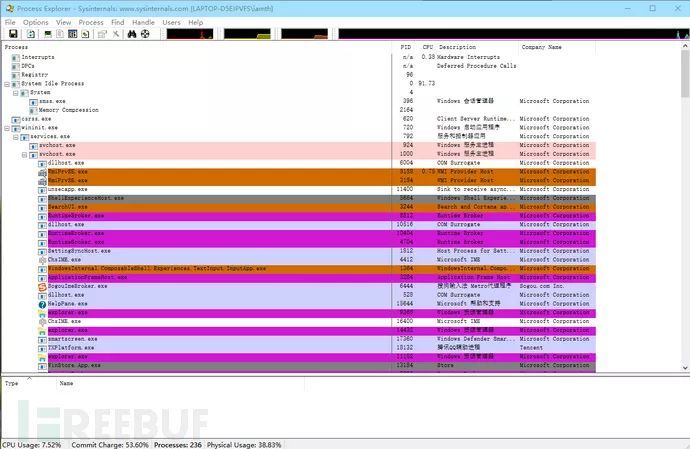 Process Explorer - Sysinternals: www.sysinternals.com [LAPTOP-D5EIPVFS\iamth]
File Options View Process Find Handle Users Help
Process PID CPU Description Company Name
Interrupts n/a 0.38 Hardware Interrupts
DPCs n/a Deferred Procedure Calls
Registry 96
System Idle Process 0 91.73
System 4
smss.exe 396 Windows 会话管理器 Microsoft Corporation
Memory Compression 2164
csrss.exe 620 Client Server Runtime... Microsoft Corporation
wininit.exe 720 Windows 启动应用程序 Microsoft Corporation
services.exe 792 服务和控制器应用 Microsoft Corporation
svchost.exe 924 Windows 服务主进程 Microsoft Corporation
svchost.exe 1000 Windows 服务主进程 Microsoft Corporation
dllhost.exe 6004 COM Surrogate Microsoft Corporation
WmiPrvSE.exe 0.75 WMI Provider Host Microsoft Corporation
WmiPrvSE.exe WMI Provider Host Microsoft Corporation
unsecapp.exe 11400 Sink to receive async... Microsoft Corporation
ShellExperienceHost.exe Windows Shell Experie... Microsoft Corporation
SearchUI.exe 3244 Search and Cortana ap... Microsoft Corporation
RuntimeBroker.exe Runtime Broker Microsoft Corporation
dllhost.exe 10516 COM Surrogate Microsoft Corporation
RuntimeBroker.exe Runtime Broker Microsoft Corporation
RuntimeBroker.exe 4704 Runtime Broker Microsoft Corporation
SettingSyncHost.exe 1512 Host Process for Sett... Microsoft Corporation
ChsIME.exe 4412 Microsoft IME Microsoft Corporation
WindowsInternal.ComposableShell.Experiences.TextInput.InputApp.exe 1364 WindowsInternal.Compo... Microsoft Corporation
ApplicationFrameHost.exe Application Frame Host Microsoft Corporation
SogouImeBroker.exe 6444 搜狗输入法 Metro代理程序 Sogou.com Inc.
dllhost.exe 528 COM Surrogate Microsoft Corporation
HelpPane.exe 13644 Microsoft 帮助和支持 Microsoft Corporation
explorer.exe Windows 资源管理器 Microsoft Corporation
ChsIME.exe 16400 Microsoft IME Microsoft Corporation
explorer.exe 14432 Windows 资源管理器 Microsoft Corporation
smartscreen.exe 17360 Windows Defender Smar... Microsoft Corporation
TXPlatform.exe 18132 腾讯QQ辅助进程 Tencent
explorer.exe Windows 资源管理器 Microsoft Corporation
WinStore.App.exe 13184 Store Microsoft Corporation
Type Name
REEBUF
CPU Usage: 7.52% Commit Charge: 53.60% Processes: 236 Physical Usage: 38.83%